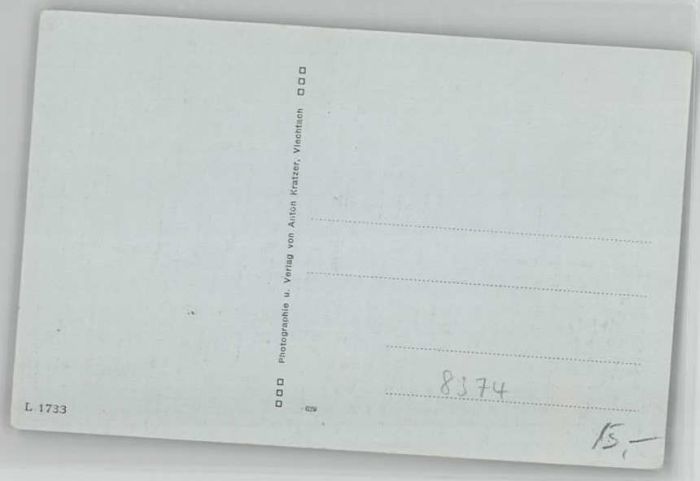 Photographie u. Verlag von Anton Kratzer, Viechtach
8374
L 1733
15,—